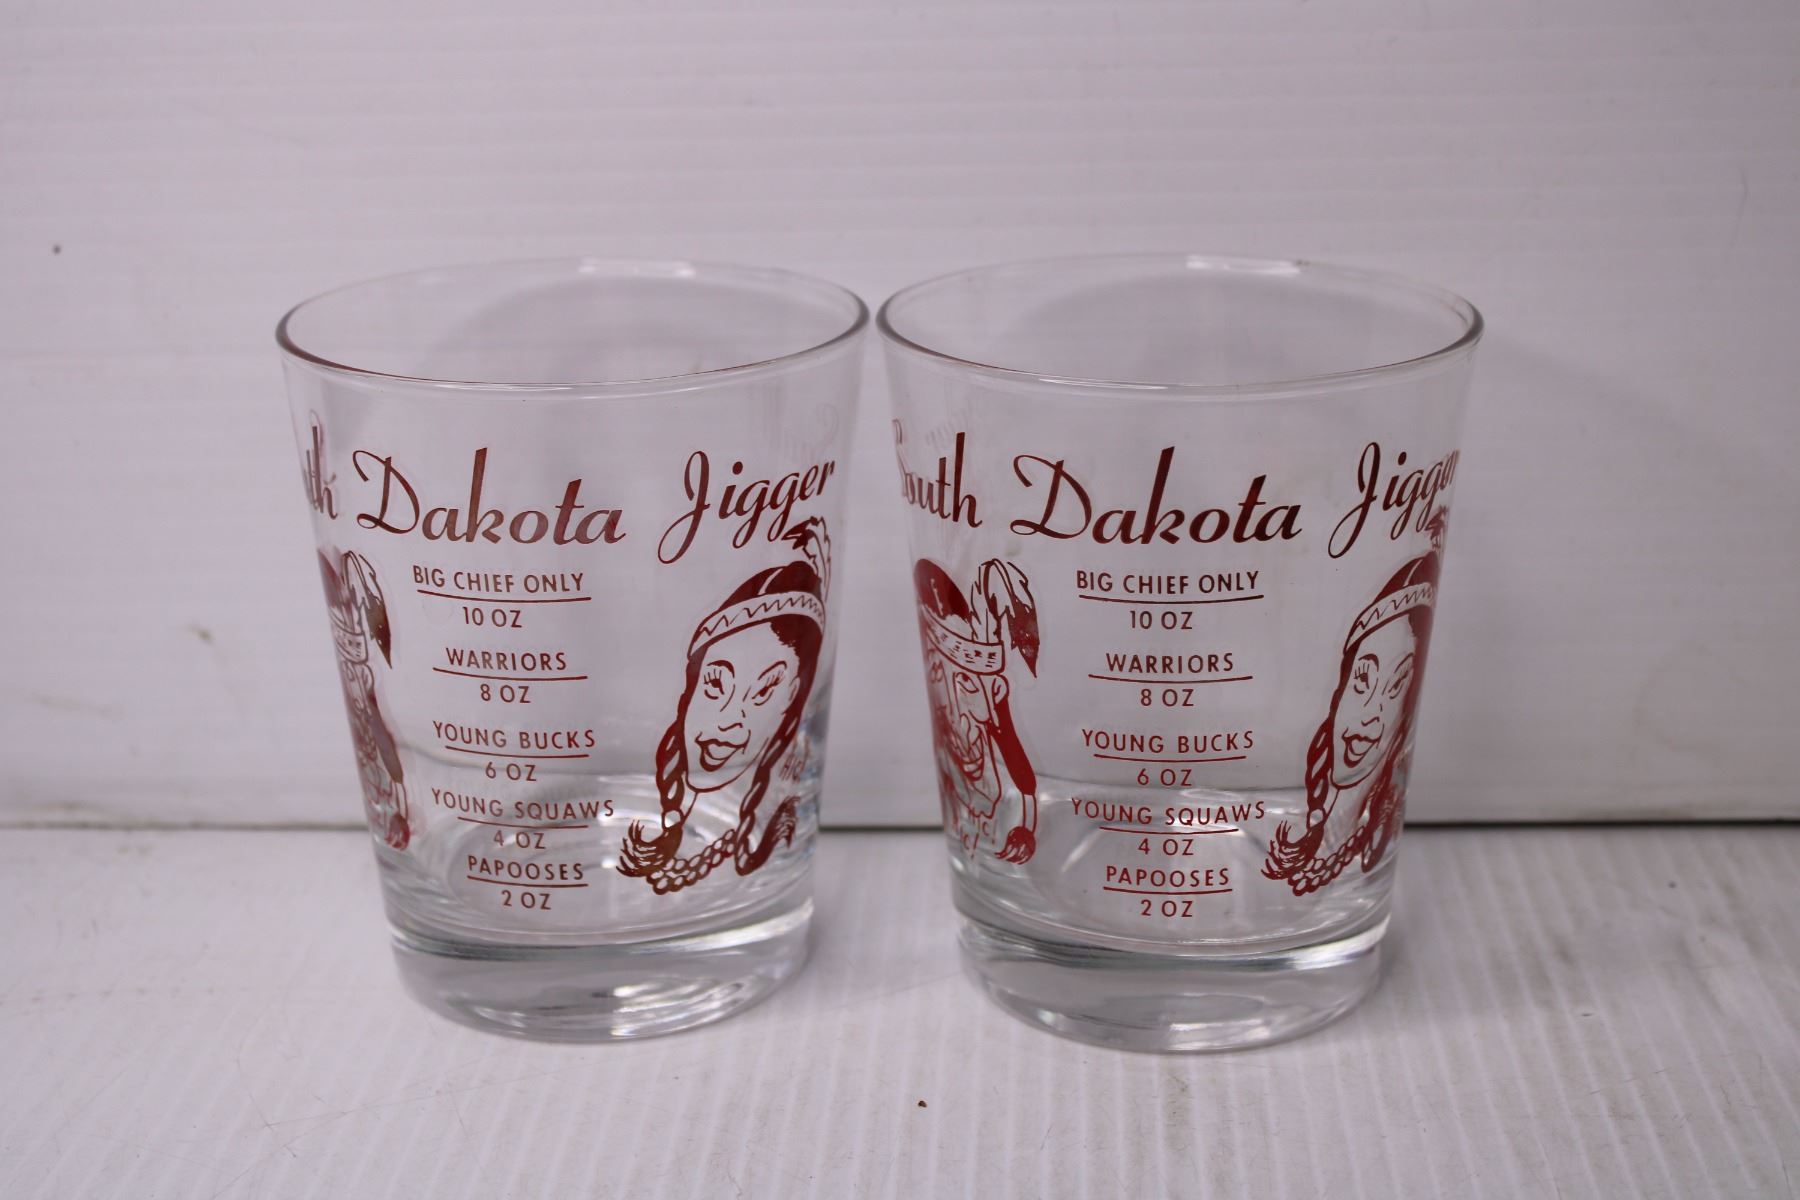 South Dakota Jigger
BIG CHIEF ONLY
10 OZ
WARRIORS
8 OZ
YOUNG BUCKS
6 OZ
YOUNG SQUAWS
4 OZ
PAPOOSES
2 OZ
HIC!
South Dakota Jigger
BIG CHIEF ONLY
10 OZ
WARRIORS
8 OZ
YOUNG BUCKS
6 OZ
YOUNG SQUAWS
4 OZ
PAPOOSES
2 OZ
HIC!